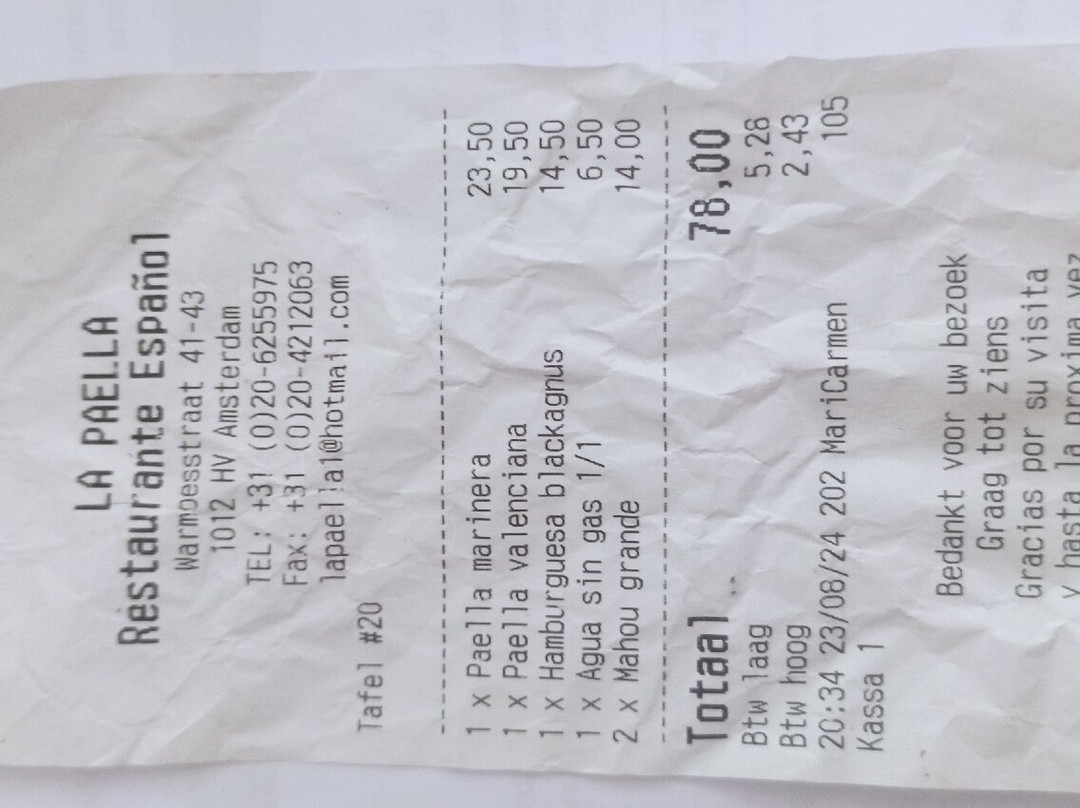 LA PAELLA
Restaurante Español
Warmoesstraat 41-43
1012 HV Amsterdam
TEL: +31 (0)20-6255975
Fax: +31 (0)20-4212063
lapaella1@hotmail.com
Tafel #20
1 x Paella marinera 23,50
1 x Paella valenciana 19,50
1 x Hamburguesa blackagnus 14,50
1 x Agua sin gas 1/1 6,50
2 x Mahou grande 14,00
Totaal 78,00
Btw laag 5,28
Btw hoog 2,43
20:34 23/08/24 202 MariCarmen 105
Kassa 1
Bedankt voor uw bezoek
Graag tot ziens
Gracias por su visita
y hasta la proxima vez